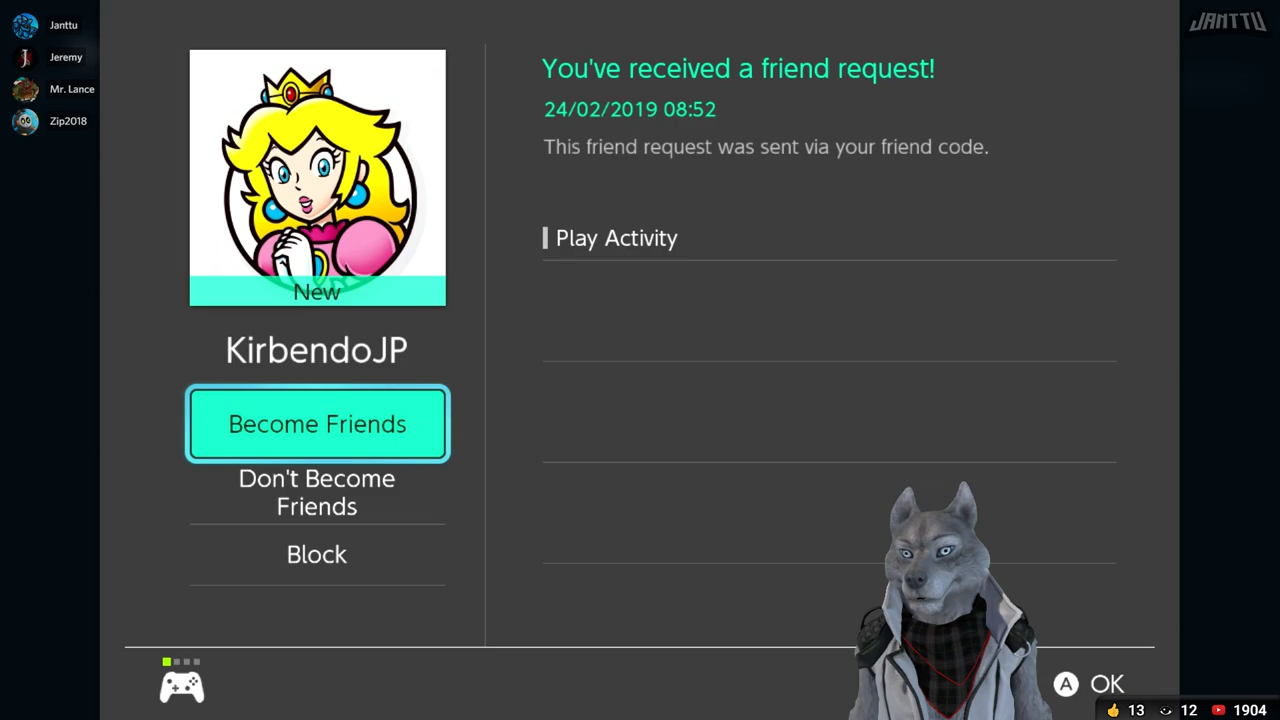 Janttu
Jeremy
Mr. Lance
Zip2018
JANTTU
New
KirbendoJP
Become Friends
Don't Become
Friends
Block
You've received a friend request!
24/02/2019 08:52
This friend request was sent via your friend code.
Play Activity
A OK
13 12 1904